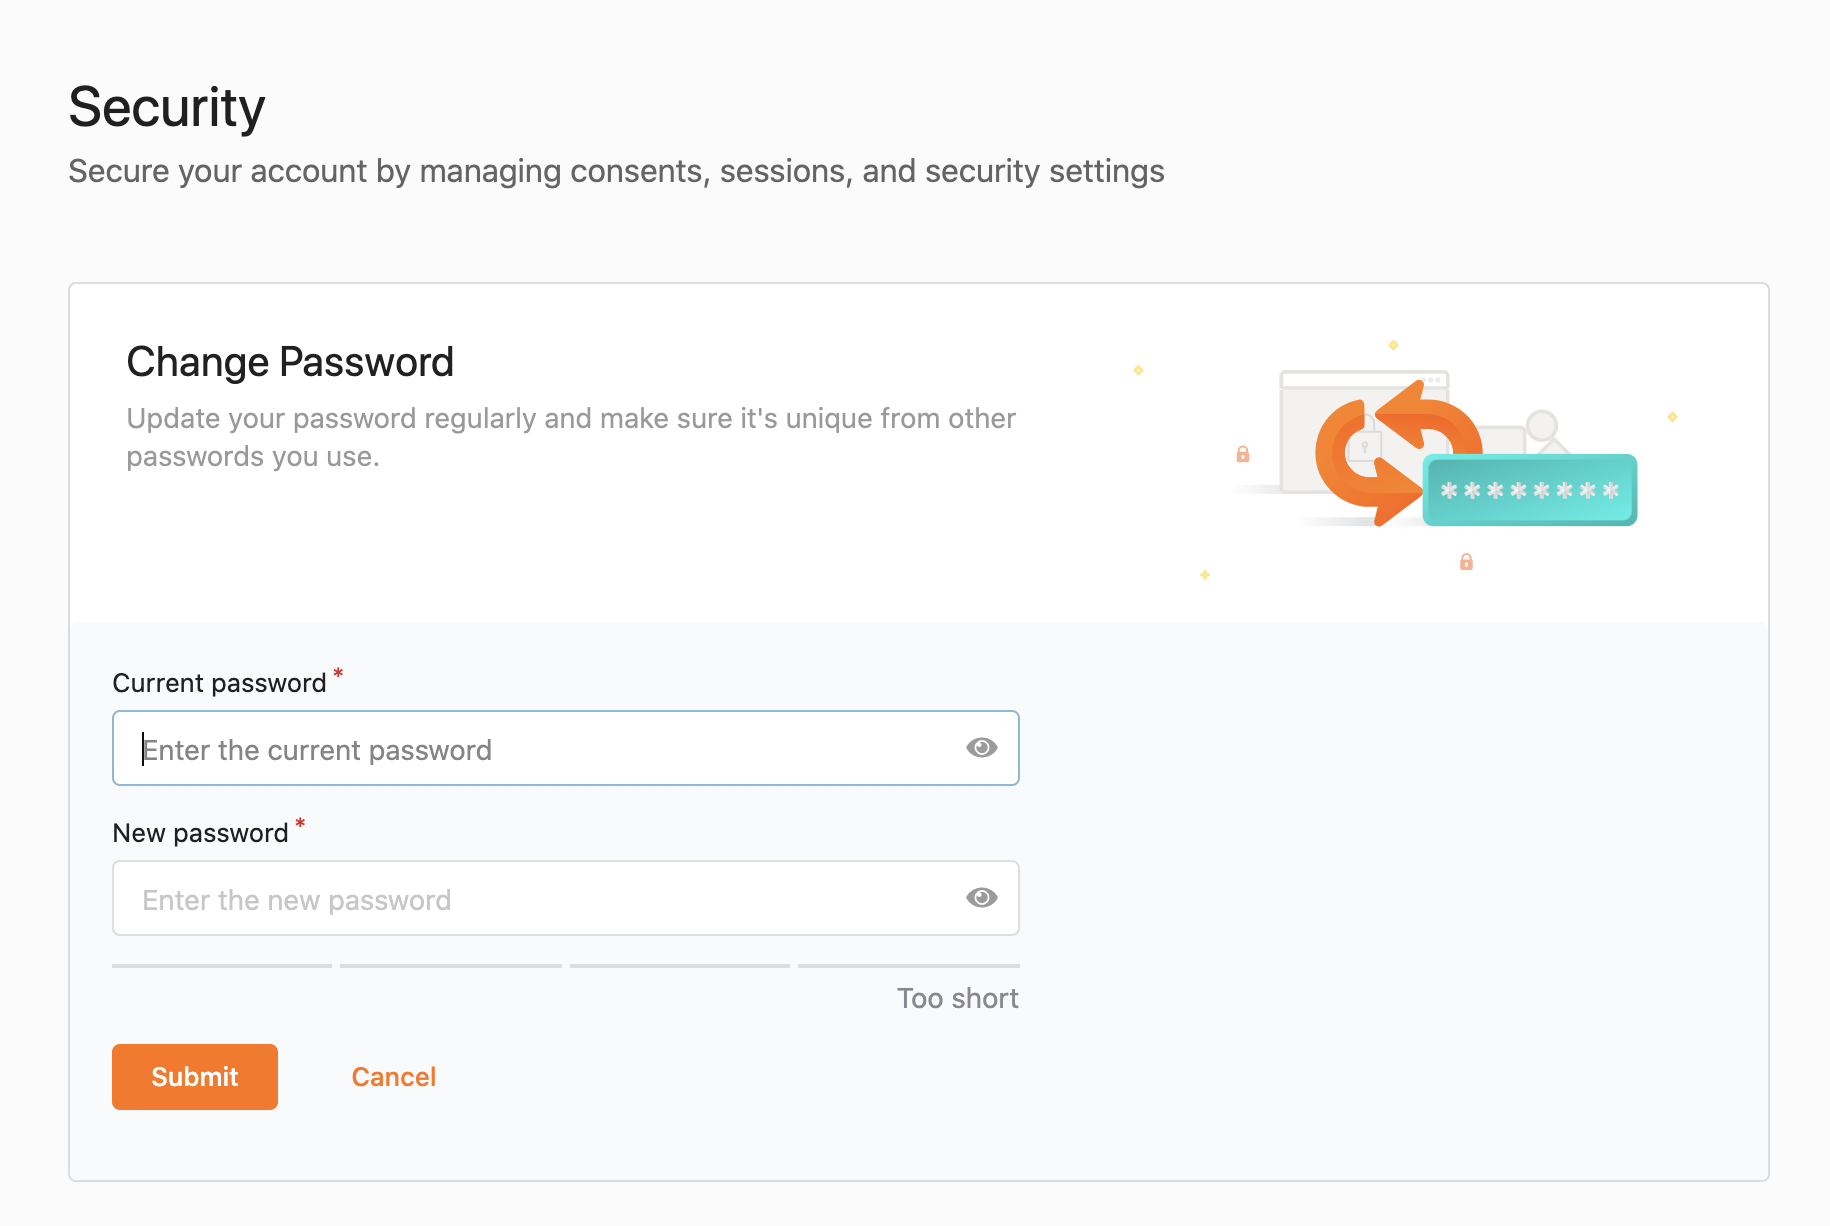 Security
Secure your account by managing consents, sessions, and security settings
Change Password
Update your password regularly and make sure it's unique from other
passwords you use.
********
Current password *
Enter the current password
New password *
Enter the new password
Too short
Submit
Cancel